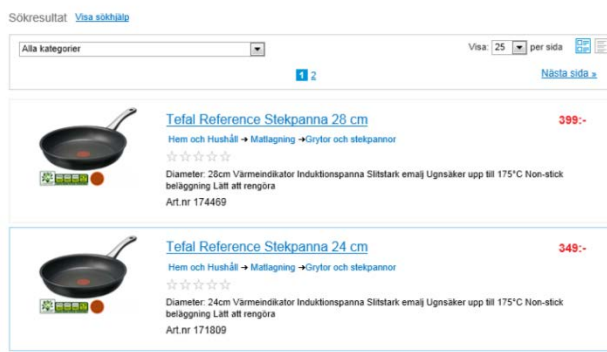 Sökresultat Visa sökhjälp
Alla kategorier
Visa: 25 per sida
1 2
Nästa sida »
Tefal Reference Stekpanna 28 cm
399:-
Hem och Hushåll ➔ Matlagning ➔Grytor och stekpannor
Diameter: 28cm Värmeindikator Induktionspanna Slitstark emalj Ugnsäker upp till 175°C Non-stick
beläggning Lätt att rengöra
Art.nr 174469
Tefal Reference Stekpanna 24 cm
349:-
Hem och Hushåll ➔ Matlagning ➔Grytor och stekpannor
Diameter: 24cm Värmeindikator Induktionspanna Slitstark emalj Ugnsäker upp till 175°C Non-stick
beläggning Lätt att rengöra
Art.nr 171809